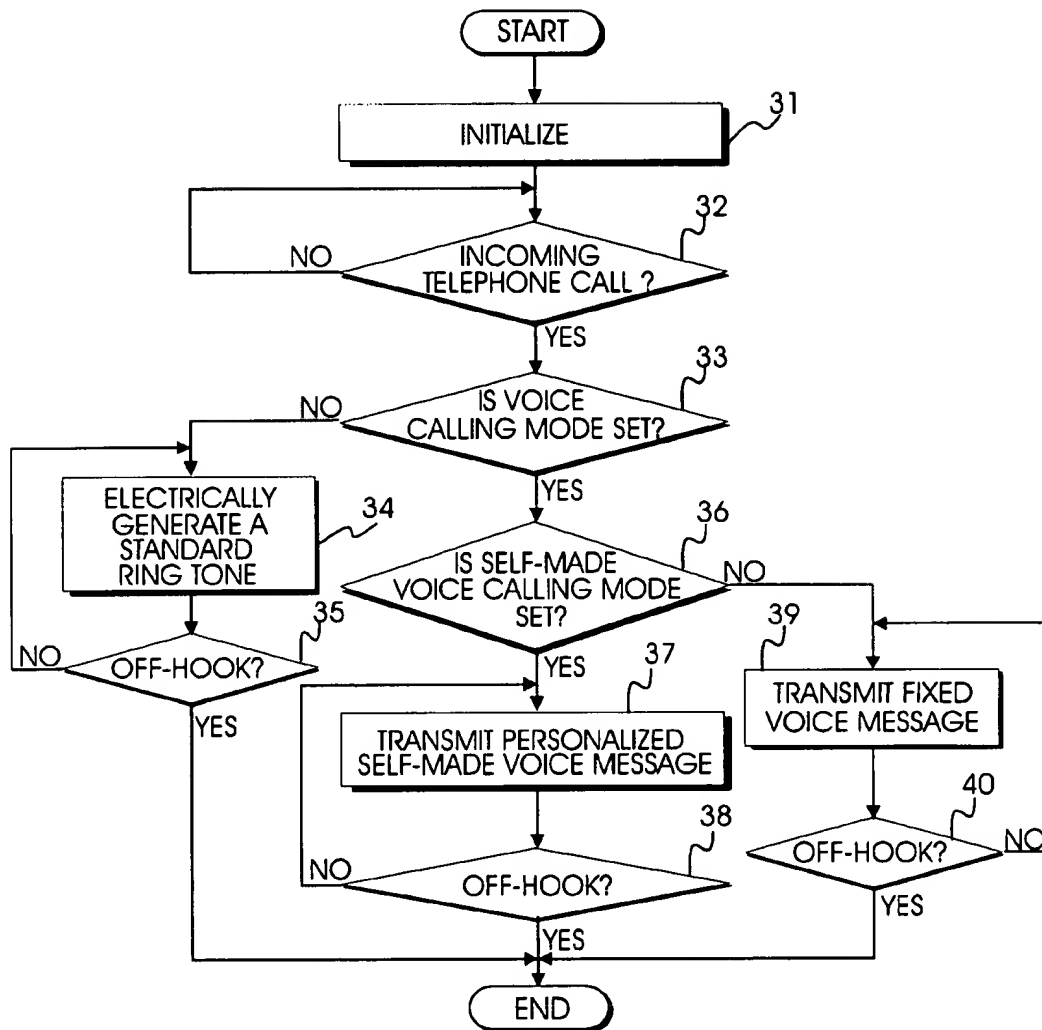 START
INITIALIZE
31
INCOMING
TELEPHONE CALL ?
32
NO
YES
IS VOICE
CALLING MODE SET?
33
NO
YES
ELECTRICALLY
GENERATE A
STANDARD
RING TONE
34
IS SELF-MADE
VOICE CALLING MODE
SET?
36
NO
YES
OFF-HOOK?
35
NO
YES
TRANSMIT PERSONALIZED
SELF-MADE VOICE MESSAGE
37
TRANSMIT FIXED
VOICE MESSAGE
39
OFF-HOOK?
38
NO
YES
OFF-HOOK?
40
NO
YES
END